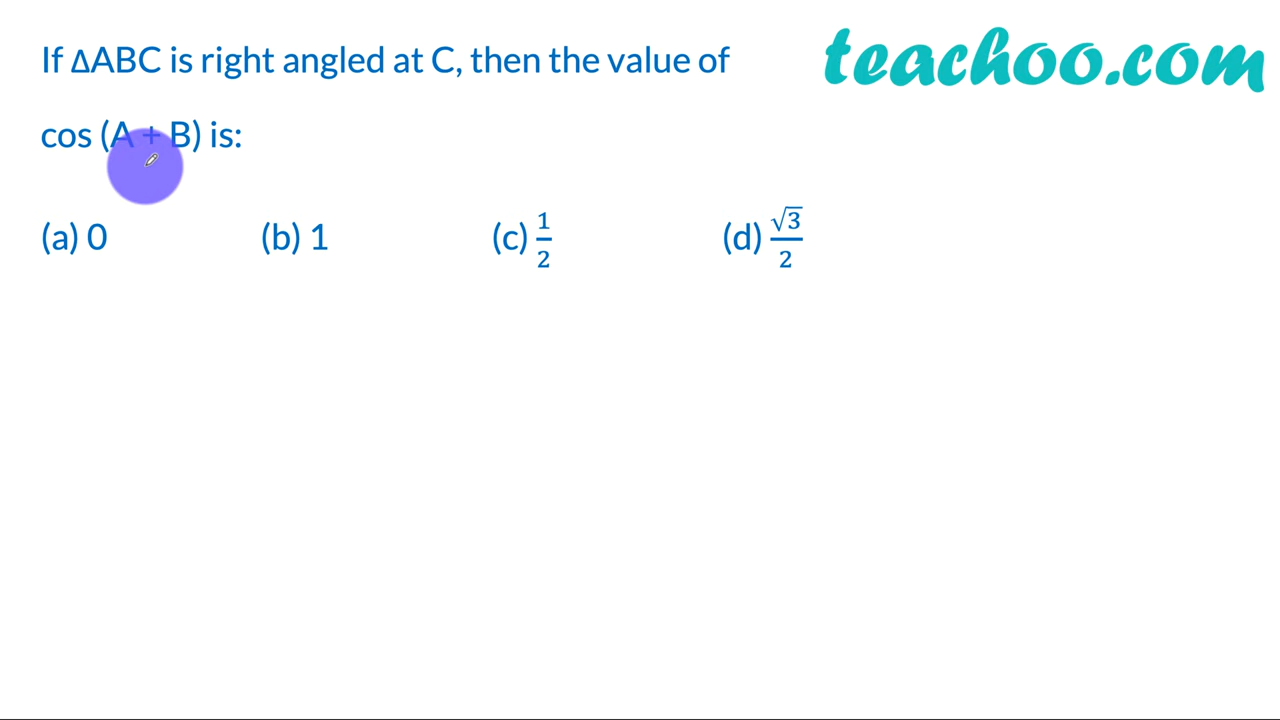 If ΔABC is right angled at C, then the value of
teachoo.com
cos (A + B) is:
(a) 0 (b) 1 (c) 1/2 (d) √3/2